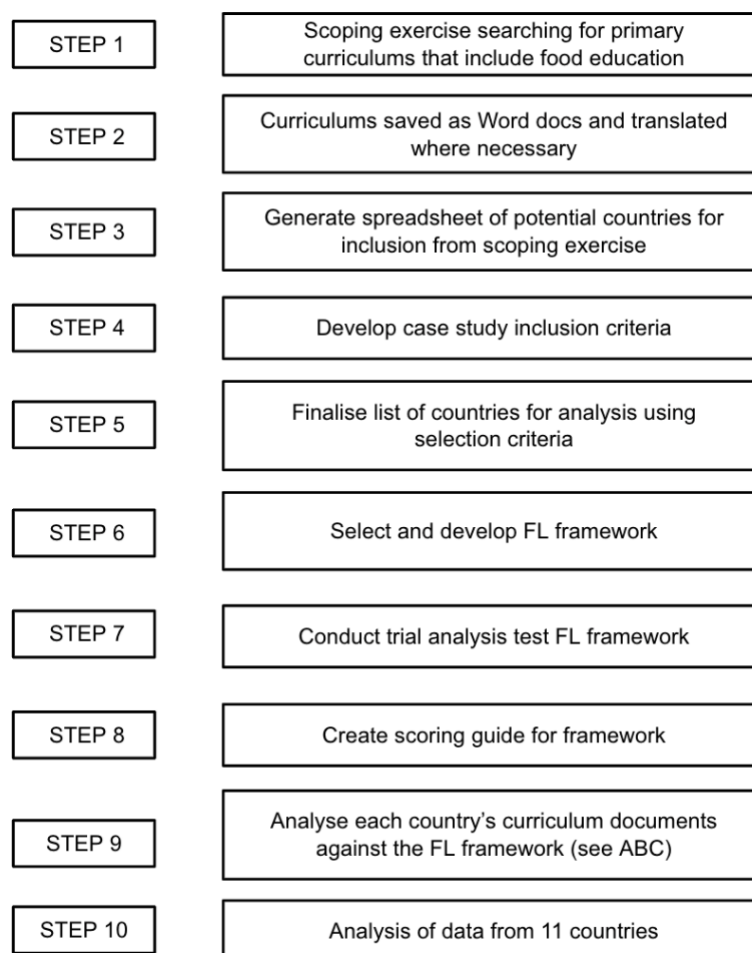 STEP 1
Scoping exercise searching for primary
curriculums that include food education
STEP 2
Curriculums saved as Word docs and translated
where necessary
STEP 3
Generate spreadsheet of potential countries for
inclusion from scoping exercise
STEP 4
Develop case study inclusion criteria
STEP 5
Finalise list of countries for analysis using
selection criteria
STEP 6
Select and develop FL framework
STEP 7
Conduct trial analysis test FL framework
STEP 8
Create scoring guide for framework
STEP 9
Analyse each country's curriculum documents
against the FL framework (see ABC)
STEP 10
Analysis of data from 11 countries